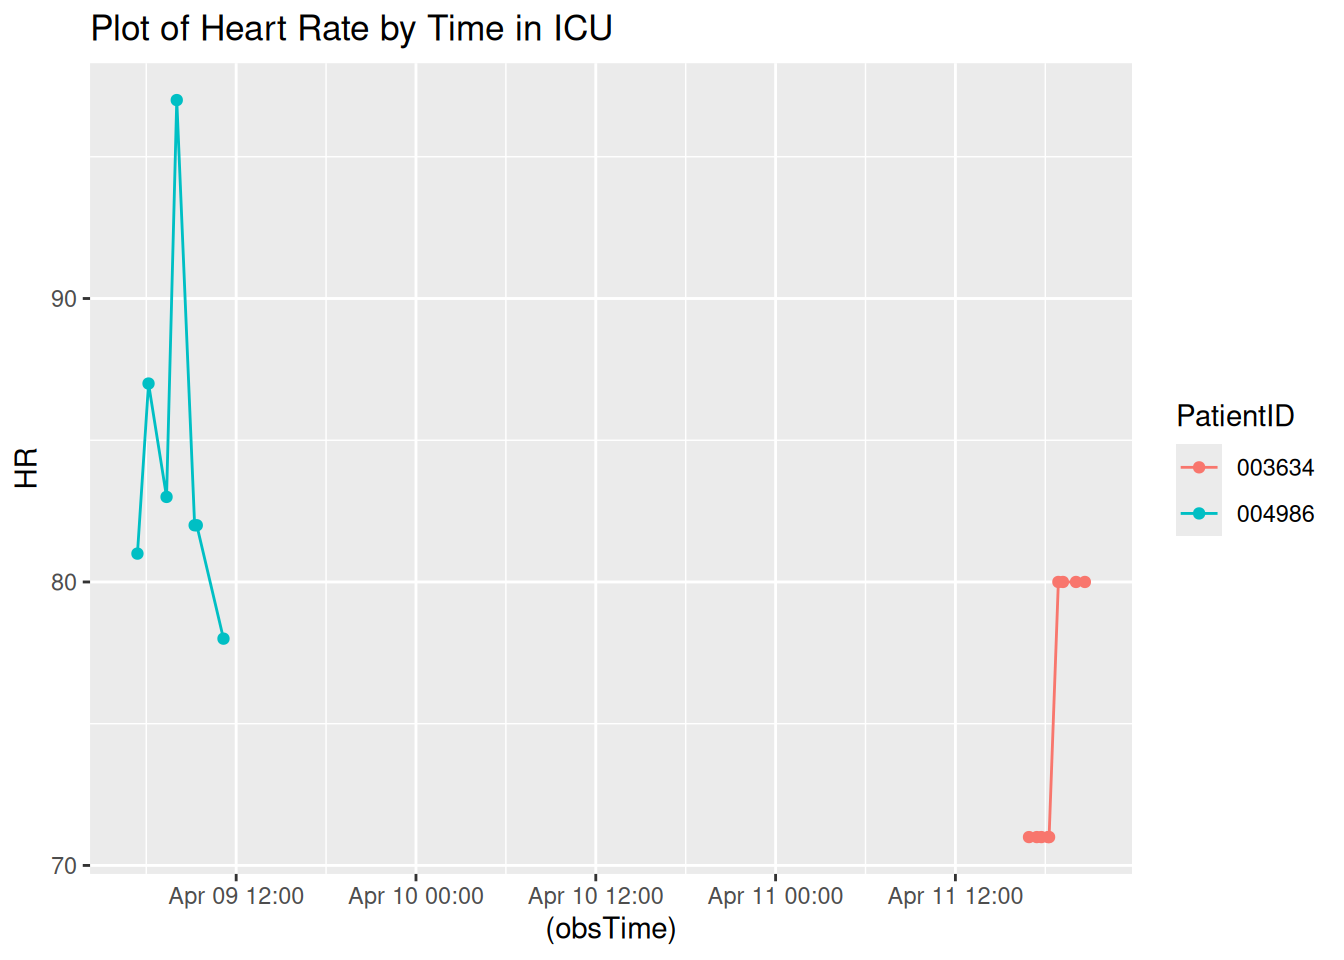 Plot of Heart Rate by Time in ICU
HR
90
80
70
Apr 09 12:00 Apr 10 00:00 Apr 10 12:00 Apr 11 00:00 Apr 11 12:00
(obsTime)
PatientID
003634
004986